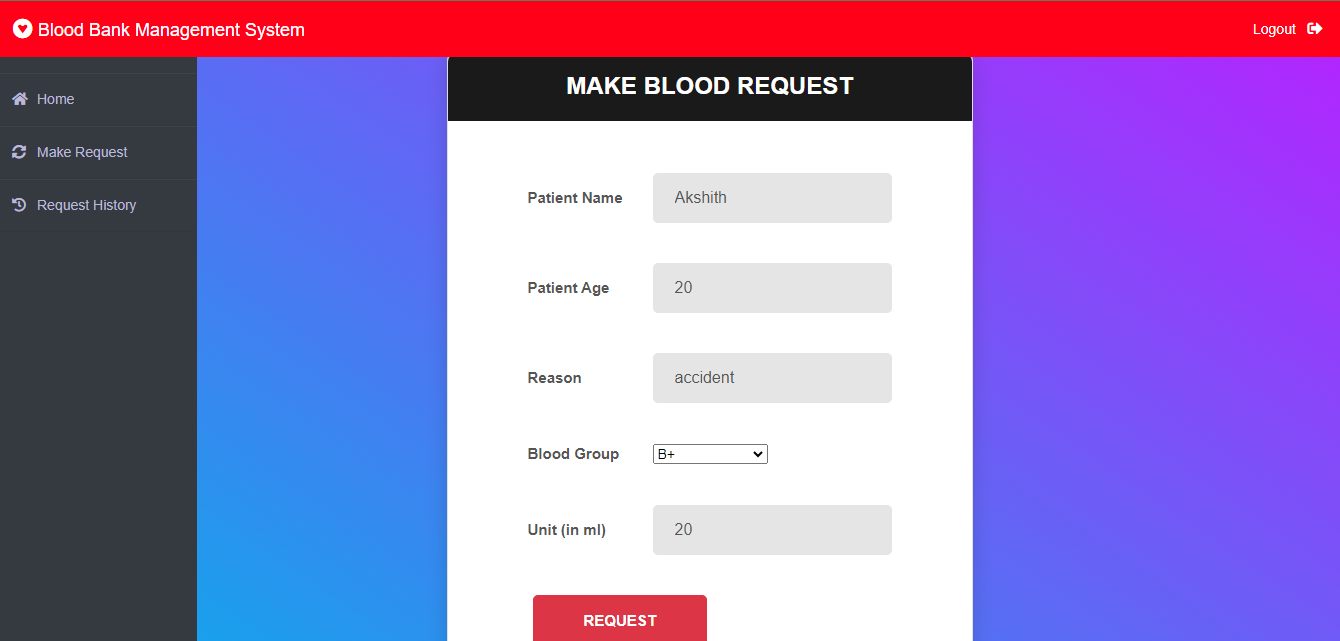 Blood Bank Management System
Logout
Home
Make Request
Request History
MAKE BLOOD REQUEST
Patient Name Akshith
Patient Age 20
Reason accident
Blood Group B+
Unit (in ml) 20
REQUEST